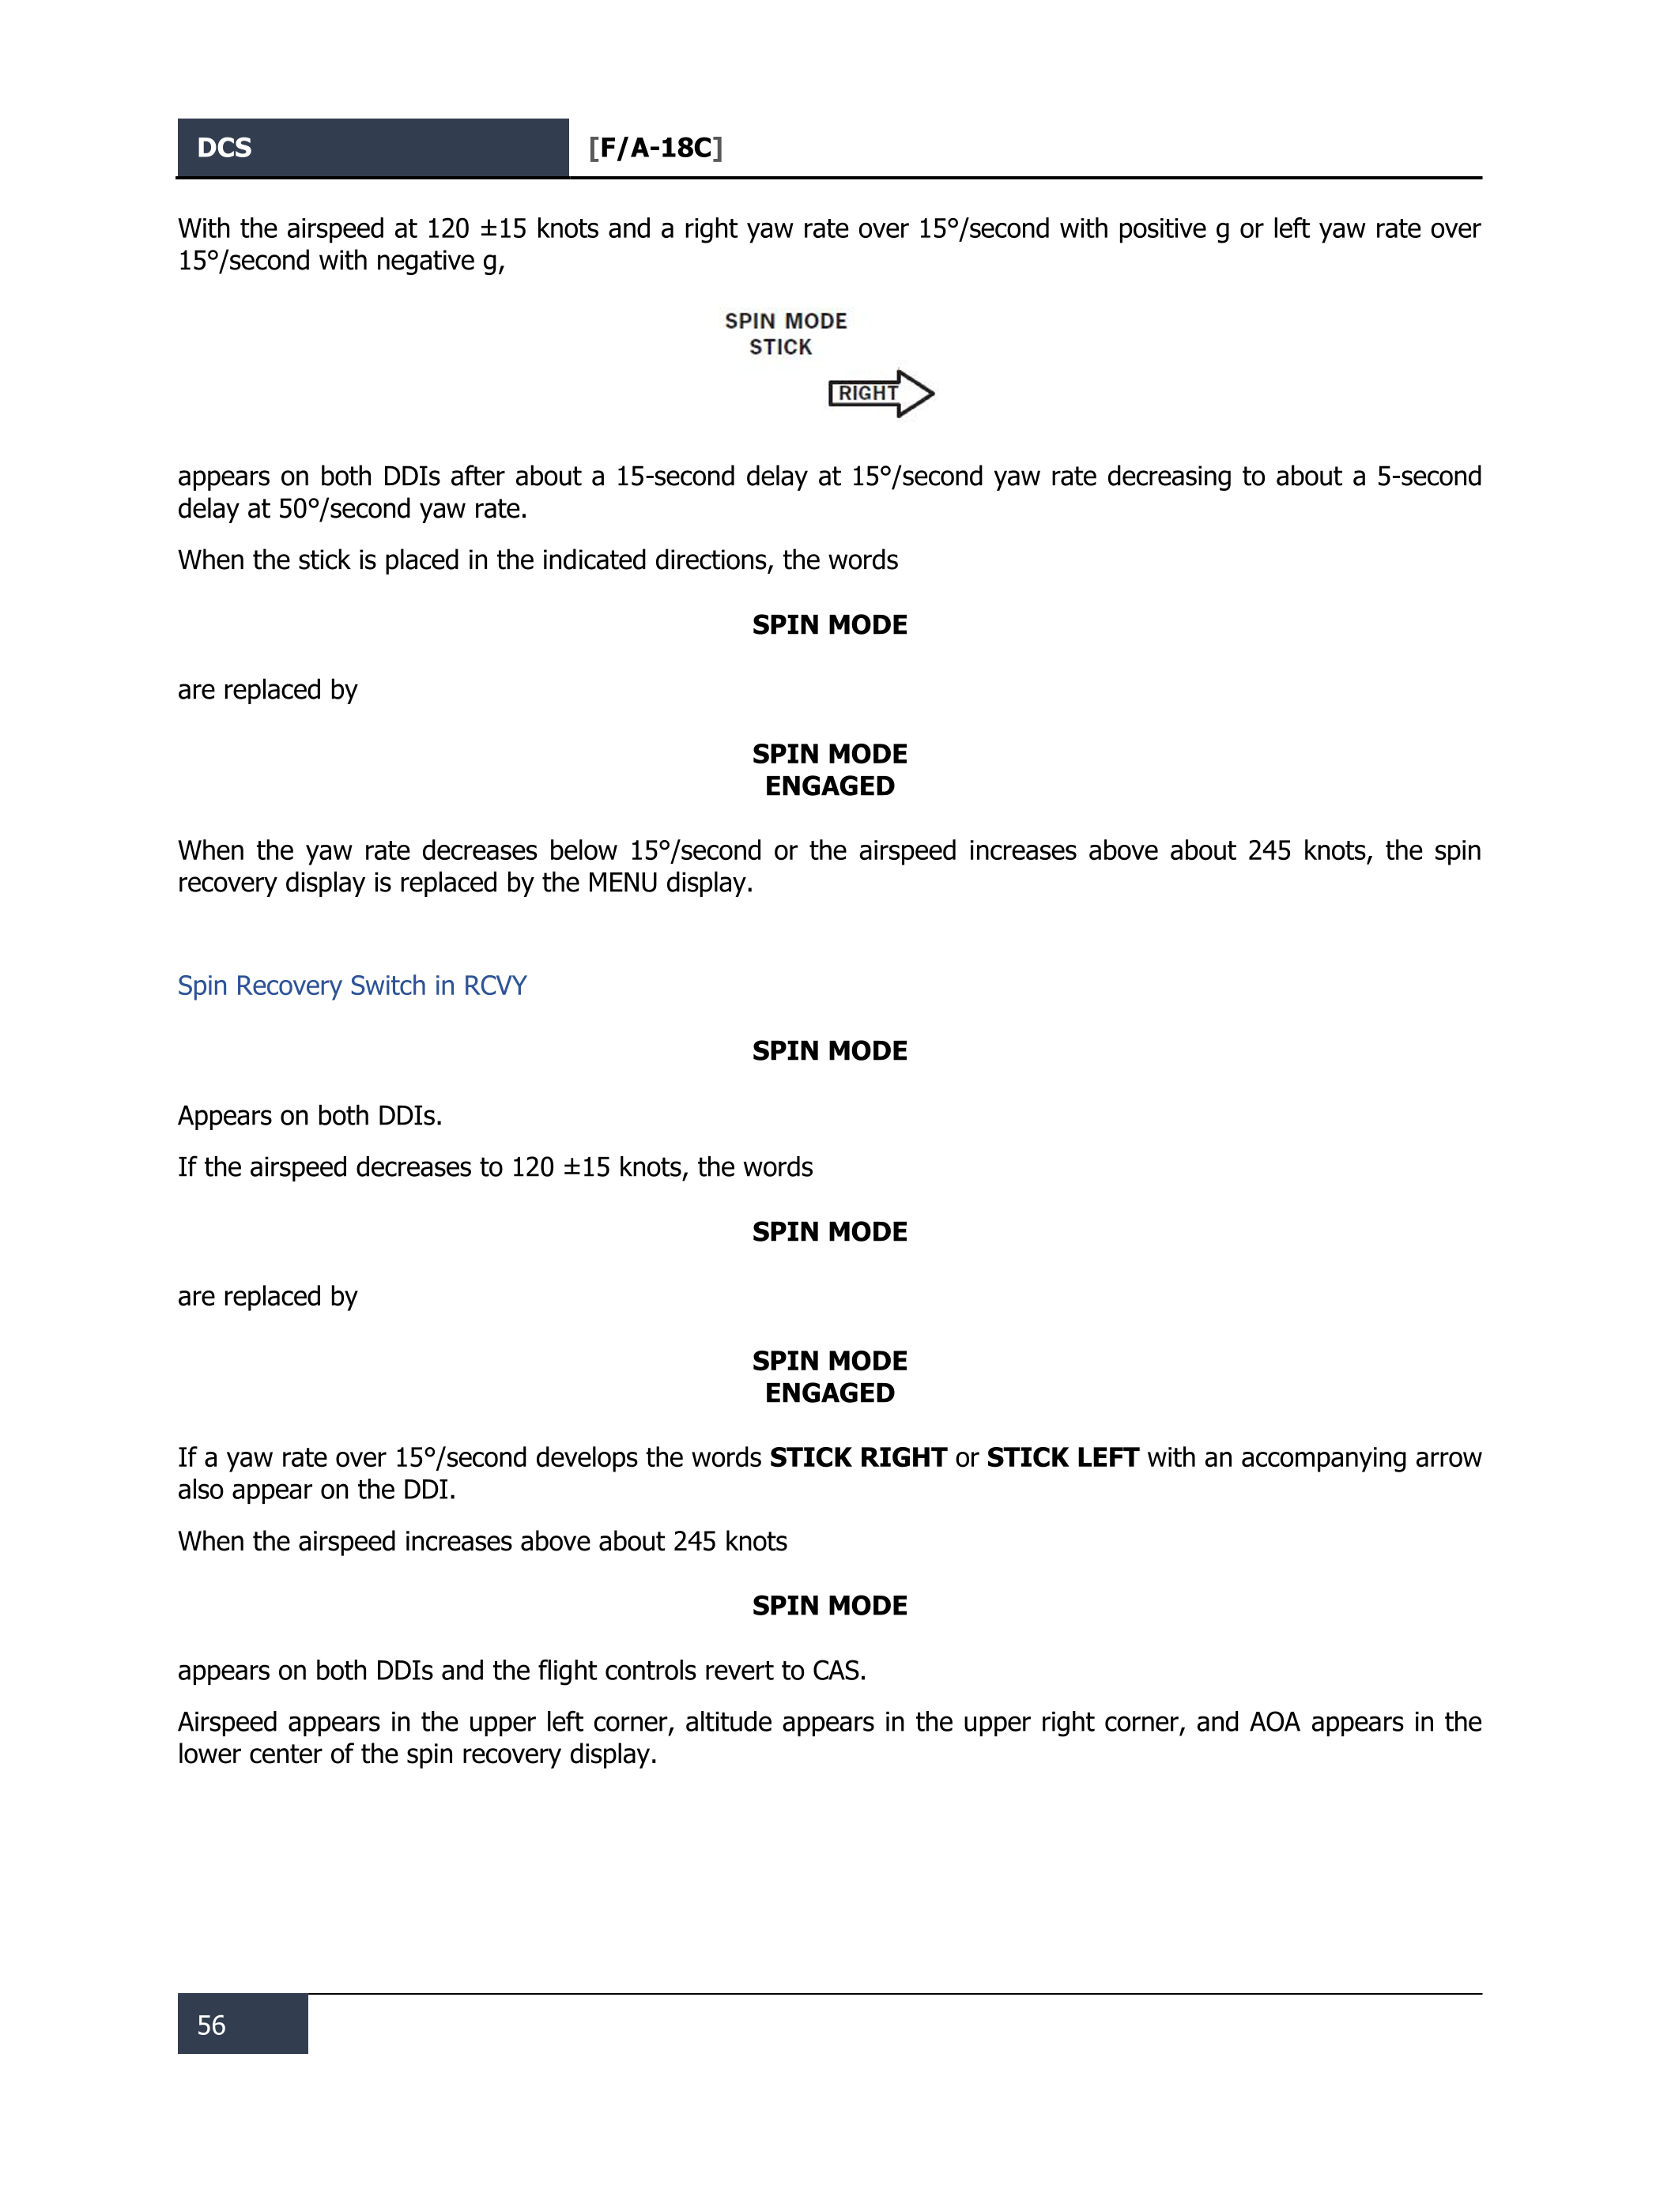 DCS [F/A-18C]
With the airspeed at 120 ±15 knots and a right yaw rate over 15°/second with positive g or left yaw rate over
15°/second with negative g,
SPIN MODE
STICK
RIGHT
appears on both DDIs after about a 15-second delay at 15°/second yaw rate decreasing to about a 5-second
delay at 50°/second yaw rate.
When the stick is placed in the indicated directions, the words
SPIN MODE
are replaced by
SPIN MODE
ENGAGED
When the yaw rate decreases below 15°/second or the airspeed increases above about 245 knots, the spin
recovery display is replaced by the MENU display.
Spin Recovery Switch in RCVY
SPIN MODE
Appears on both DDIs.
If the airspeed decreases to 120 ±15 knots, the words
SPIN MODE
are replaced by
SPIN MODE
ENGAGED
If a yaw rate over 15°/second develops the words STICK RIGHT or STICK LEFT with an accompanying arrow
also appear on the DDI.
When the airspeed increases above about 245 knots
SPIN MODE
appears on both DDIs and the flight controls revert to CAS.
Airspeed appears in the upper left corner, altitude appears in the upper right corner, and AOA appears in the
lower center of the spin recovery display.
56